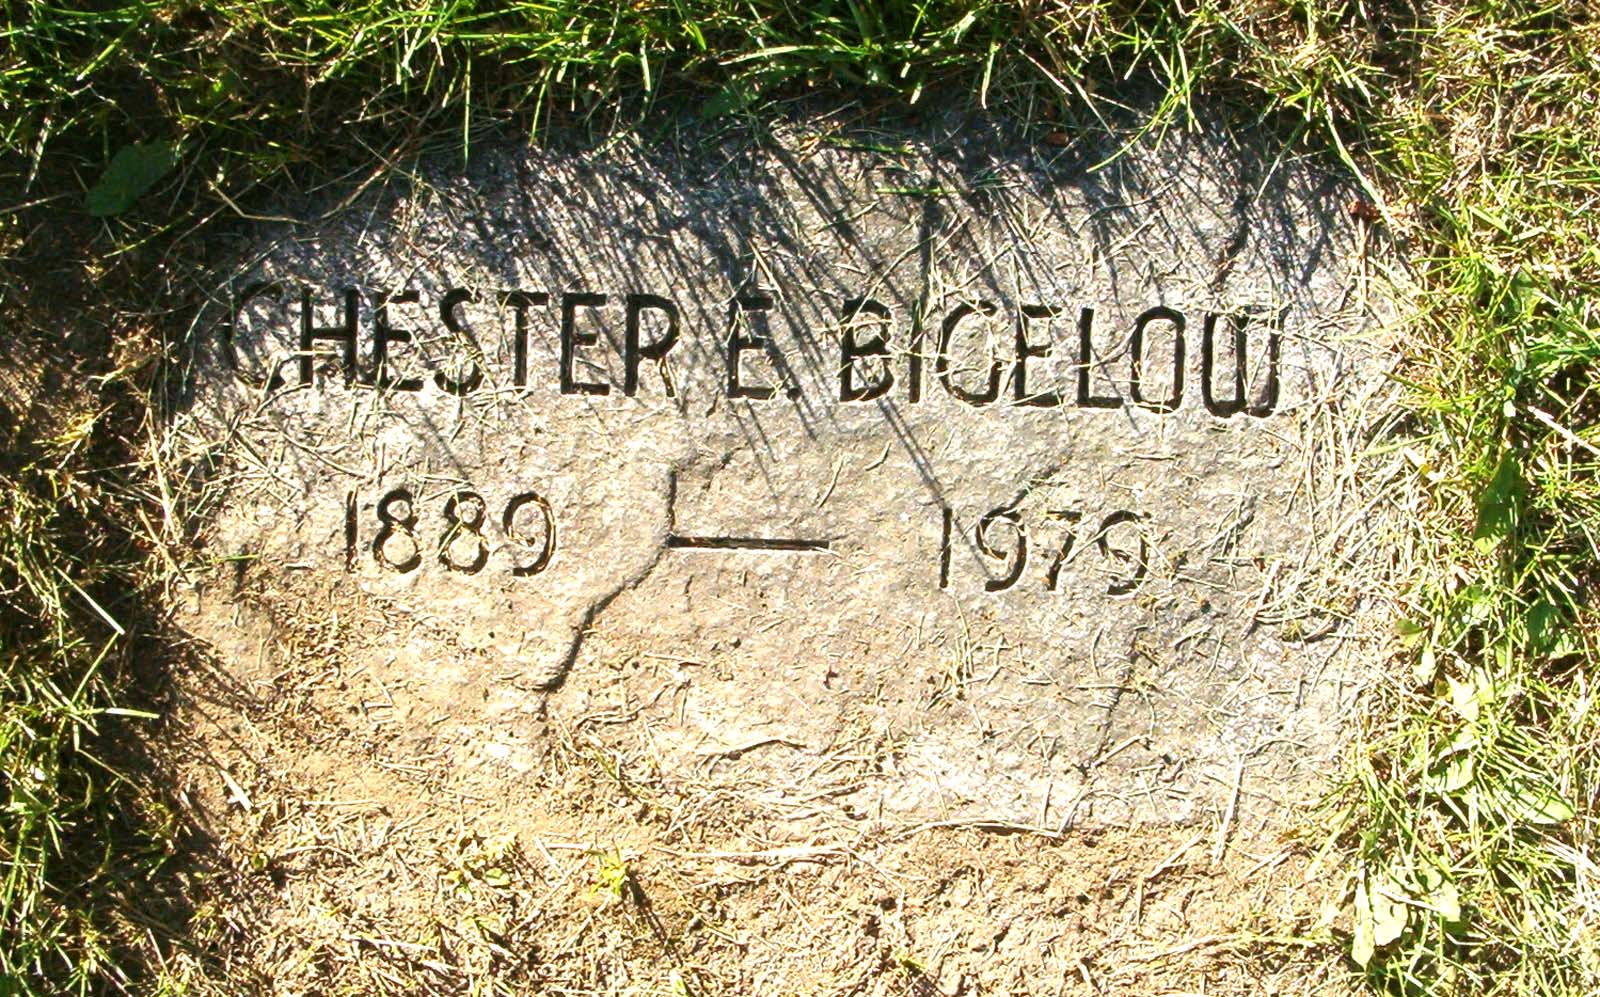 CHESTER E. BIGELOW
1889 — 1979